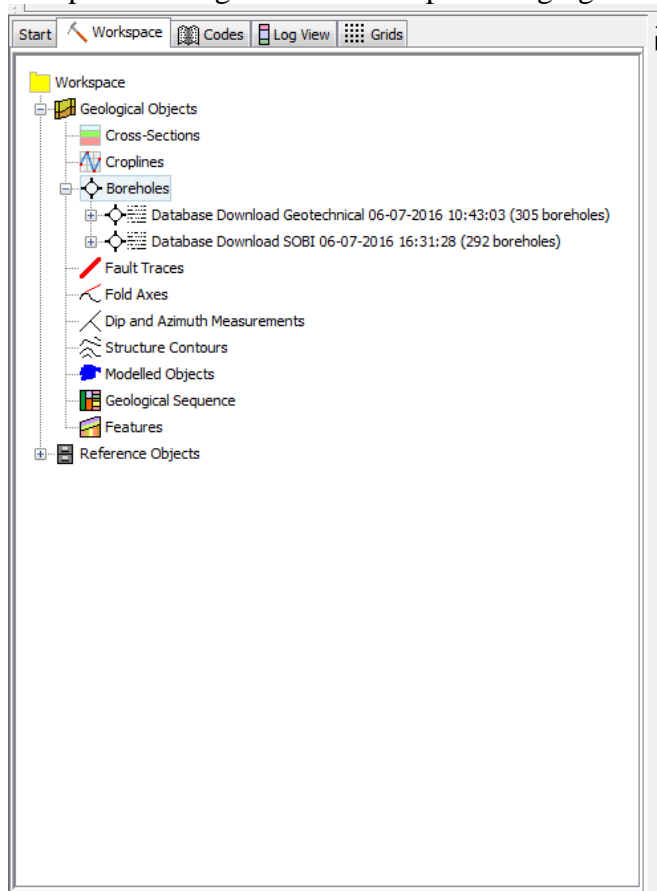 Start Workspace Codes Log View Grids
Workspace
Geological Objects
Cross-Sections
Croplines
Boreholes
Database Download Geotechnical 06-07-2016 10:43:03 (305 boreholes)
Database Download SOBI 06-07-2016 16:31:28 (292 boreholes)
Fault Traces
Fold Axes
Dip and Azimuth Measurements
Structure Contours
Modelled Objects
Geological Sequence
Features
Reference Objects